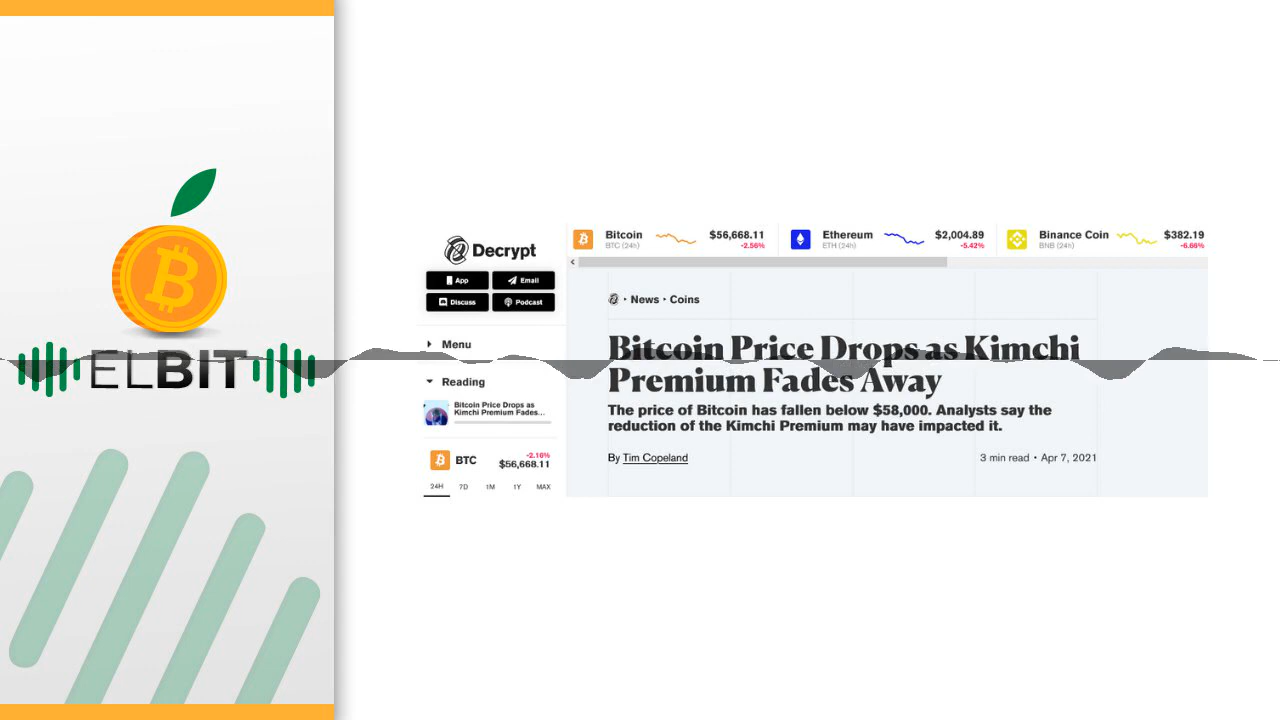 ELBIT
Decrypt
App
Email
Discuss
Podcast
Menu
Reading
Bitcoin Price Drops as
Kimchi Premium Fades...
BTC
-2.16%
$56,668.11
24H 7D 1M 1Y MAX
Bitcoin
BTC (24h)
$56,668.11
-2.56%
Ethereum
ETH (24h)
$2,004.89
-5.42%
Binance Coin
BNB (24h)
$382.19
-6.66%
News ‣ Coins
Bitcoin Price Drops as Kimchi
Premium Fades Away
The price of Bitcoin has fallen below $58,000. Analysts say the
reduction of the Kimchi Premium may have impacted it.
By Tim Copeland
3 min read • Apr 7, 2021